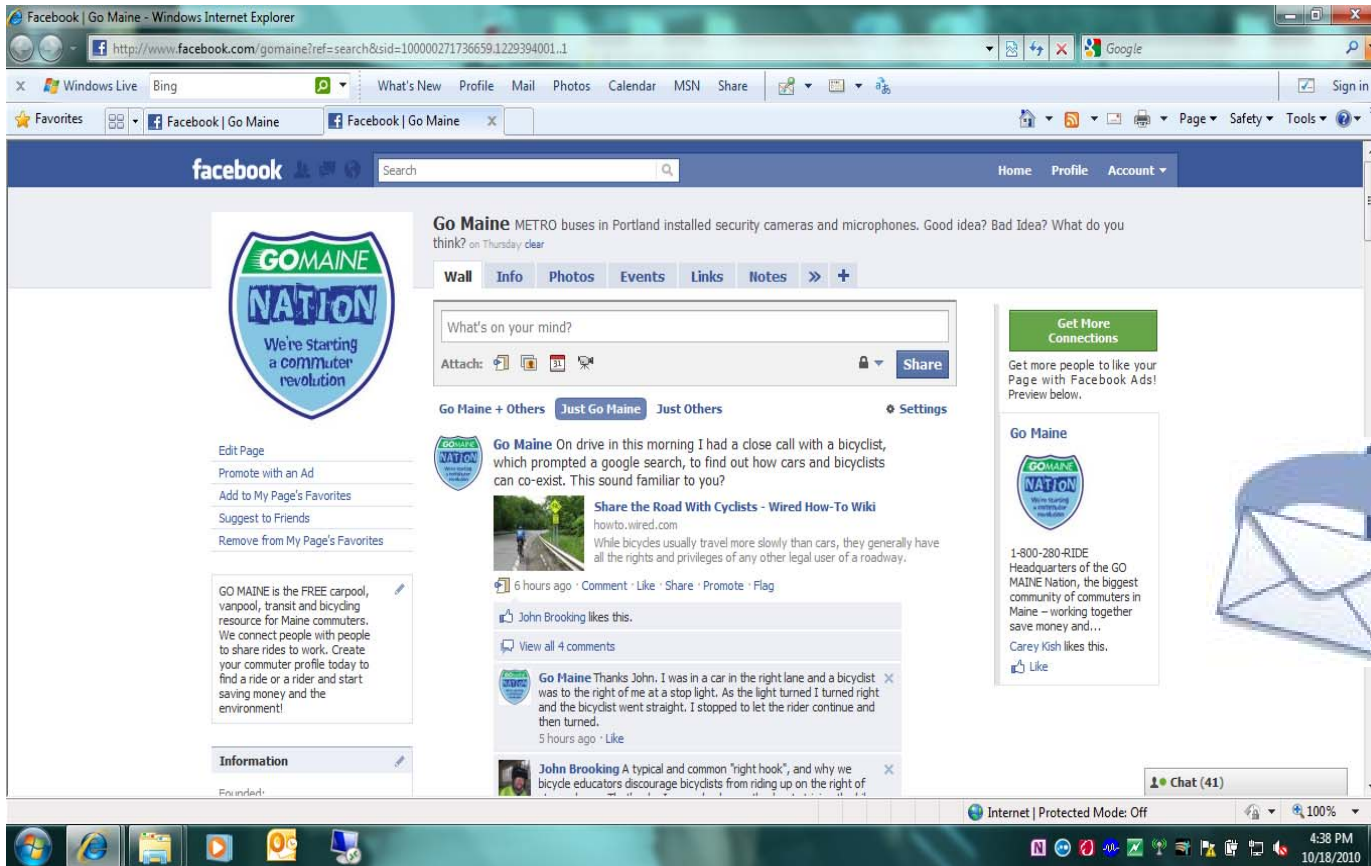 Facebook | Go Maine - Windows Internet Explorer
http://www.facebook.com/gomaine?ref=search&sid=100000271736659.1229394001..1
Google
Windows Live Bing What's New Profile Mail Photos Calendar MSN Share Sign in
Favorites Facebook | Go Maine Facebook | Go Maine Page Safety Tools
facebook Search Home Profile Account
Go Maine METRO buses in Portland installed security cameras and microphones. Good idea? Bad Idea? What do you
think? on Thursday clear
Wall Info Photos Events Links Notes » +
GOMAINE
NATION
We're Starting
a commuter
revolution
What's on your mind?
Attach: 31 Share
Go Maine + Others Just Go Maine Just Others Settings
Go Maine On drive in this morning I had a close call with a bicyclist,
which prompted a google search, to find out how cars and bicyclists
can co-exist. This sound familiar to you?
Share the Road With Cyclists - Wired How-To Wiki
howto.wired.com
While bicycles usually travel more slowly than cars, they generally have
all the rights and privileges of any other legal user of a roadway.
6 hours ago · Comment · Like · Share · Promote · Flag
John Brooking likes this.
View all 4 comments
Go Maine Thanks John. I was in a car in the right lane and a bicyclist
was to the right of me at a stop light. As the light turned I turned right
and the bicyclist went straight. I stopped to let the rider continue and
then turned.
5 hours ago · Like
John Brooking A typical and common "right hook", and why we
bicycle educators discourage bicyclists from riding up on the right of
Edit Page
Promote with an Ad
Add to My Page's Favorites
Suggest to Friends
Remove from My Page's Favorites
GO MAINE is the FREE carpool,
vanpool, transit and bicycling
resource for Maine commuters.
We connect people with people
to share rides to work. Create
your commuter profile today to
find a ride or a rider and start
saving money and the
environment!
Information
Founded:
Get More
Connections
Get more people to like your
Page with Facebook Ads!
Preview below.
Go Maine
GOMAINE
NATION
1-800-280-RIDE
Headquarters of the GO
MAINE Nation, the biggest
community of commuters in
Maine – working together
save money and...
Carey Kish likes this.
Like
Chat (41)
Internet | Protected Mode: Off 100%
4:38 PM
10/18/2010